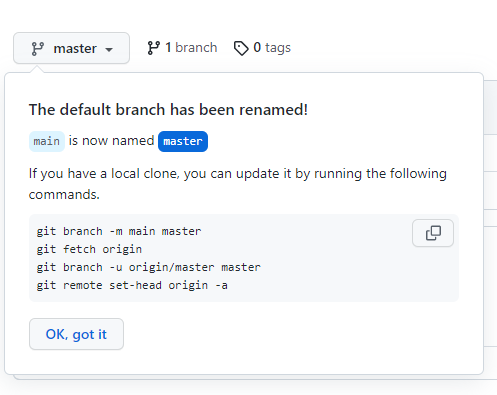 master
1 branch
0 tags
The default branch has been renamed!
main is now named master
If you have a local clone, you can update it by running the following
commands.
git branch -m main master
git fetch origin
git branch -u origin/master master
git remote set-head origin -a
OK, got it